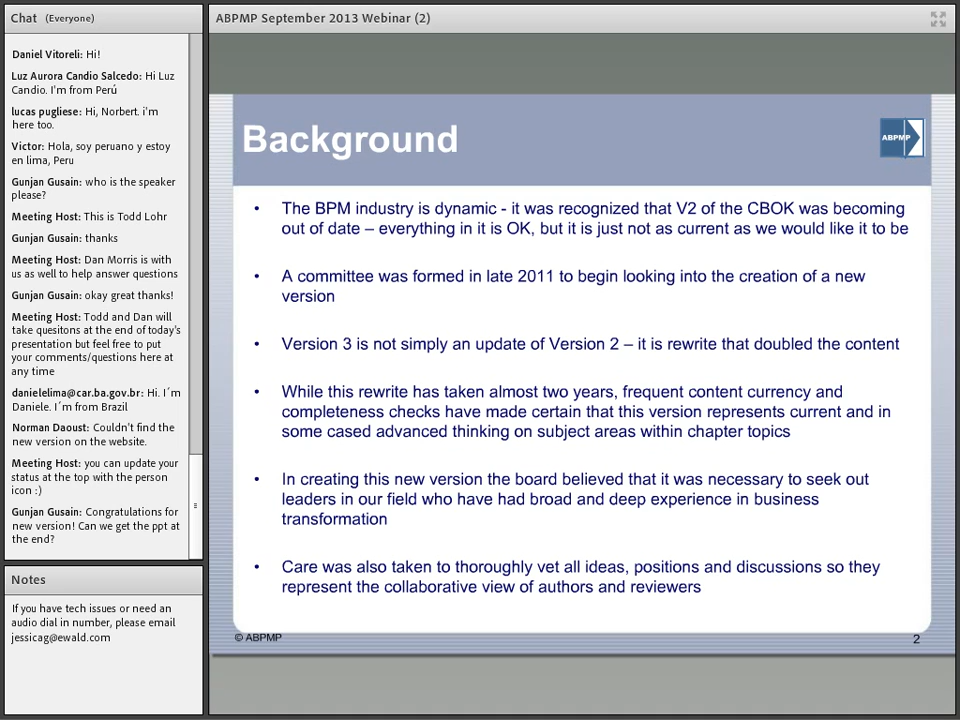 Chat (Everyone)
Daniel Vitoreli: Hi!
Luz Aurora Candio Salcedo: Hi Luz
Candio. I'm from Perú
lucas pugliese: Hi, Norbert. i'm
here too.
Victor: Hola, soy peruano y estoy
en lima, Peru
Gunjan Gusain: who is the speaker
please?
Meeting Host: This is Todd Lohr
Gunjan Gusain: thanks
Meeting Host: Dan Morris is with
us as well to help answer questions
Gunjan Gusain: okay great thanks!
Meeting Host: Todd and Dan will
take quesitons at the end of today's
presentation but feel free to put
your comments/questions here at
any time
danielelima@car.ba.gov.br: Hi. I´m
Daniele. I´m from Brazil
Norman Daoust: Couldn't find the
new version on the website.
Meeting Host: you can update your
status at the top with the person
icon :)
Gunjan Gusain: Congratulations for
new version! Can we get the ppt at
the end?
Notes
If you have tech issues or need an
audio dial in number, please email
jessicag@ewald.com
ABPMP September 2013 Webinar (2)
Background
ABPMP
• The BPM industry is dynamic - it was recognized that V2 of the CBOK was becoming
out of date – everything in it is OK, but it is just not as current as we would like it to be
• A committee was formed in late 2011 to begin looking into the creation of a new
version
• Version 3 is not simply an update of Version 2 – it is rewrite that doubled the content
• While this rewrite has taken almost two years, frequent content currency and
completeness checks have made certain that this version represents current and in
some cased advanced thinking on subject areas within chapter topics
• In creating this new version the board believed that it was necessary to seek out
leaders in our field who have had broad and deep experience in business
transformation
• Care was also taken to thoroughly vet all ideas, positions and discussions so they
represent the collaborative view of authors and reviewers
© ABPMP
2